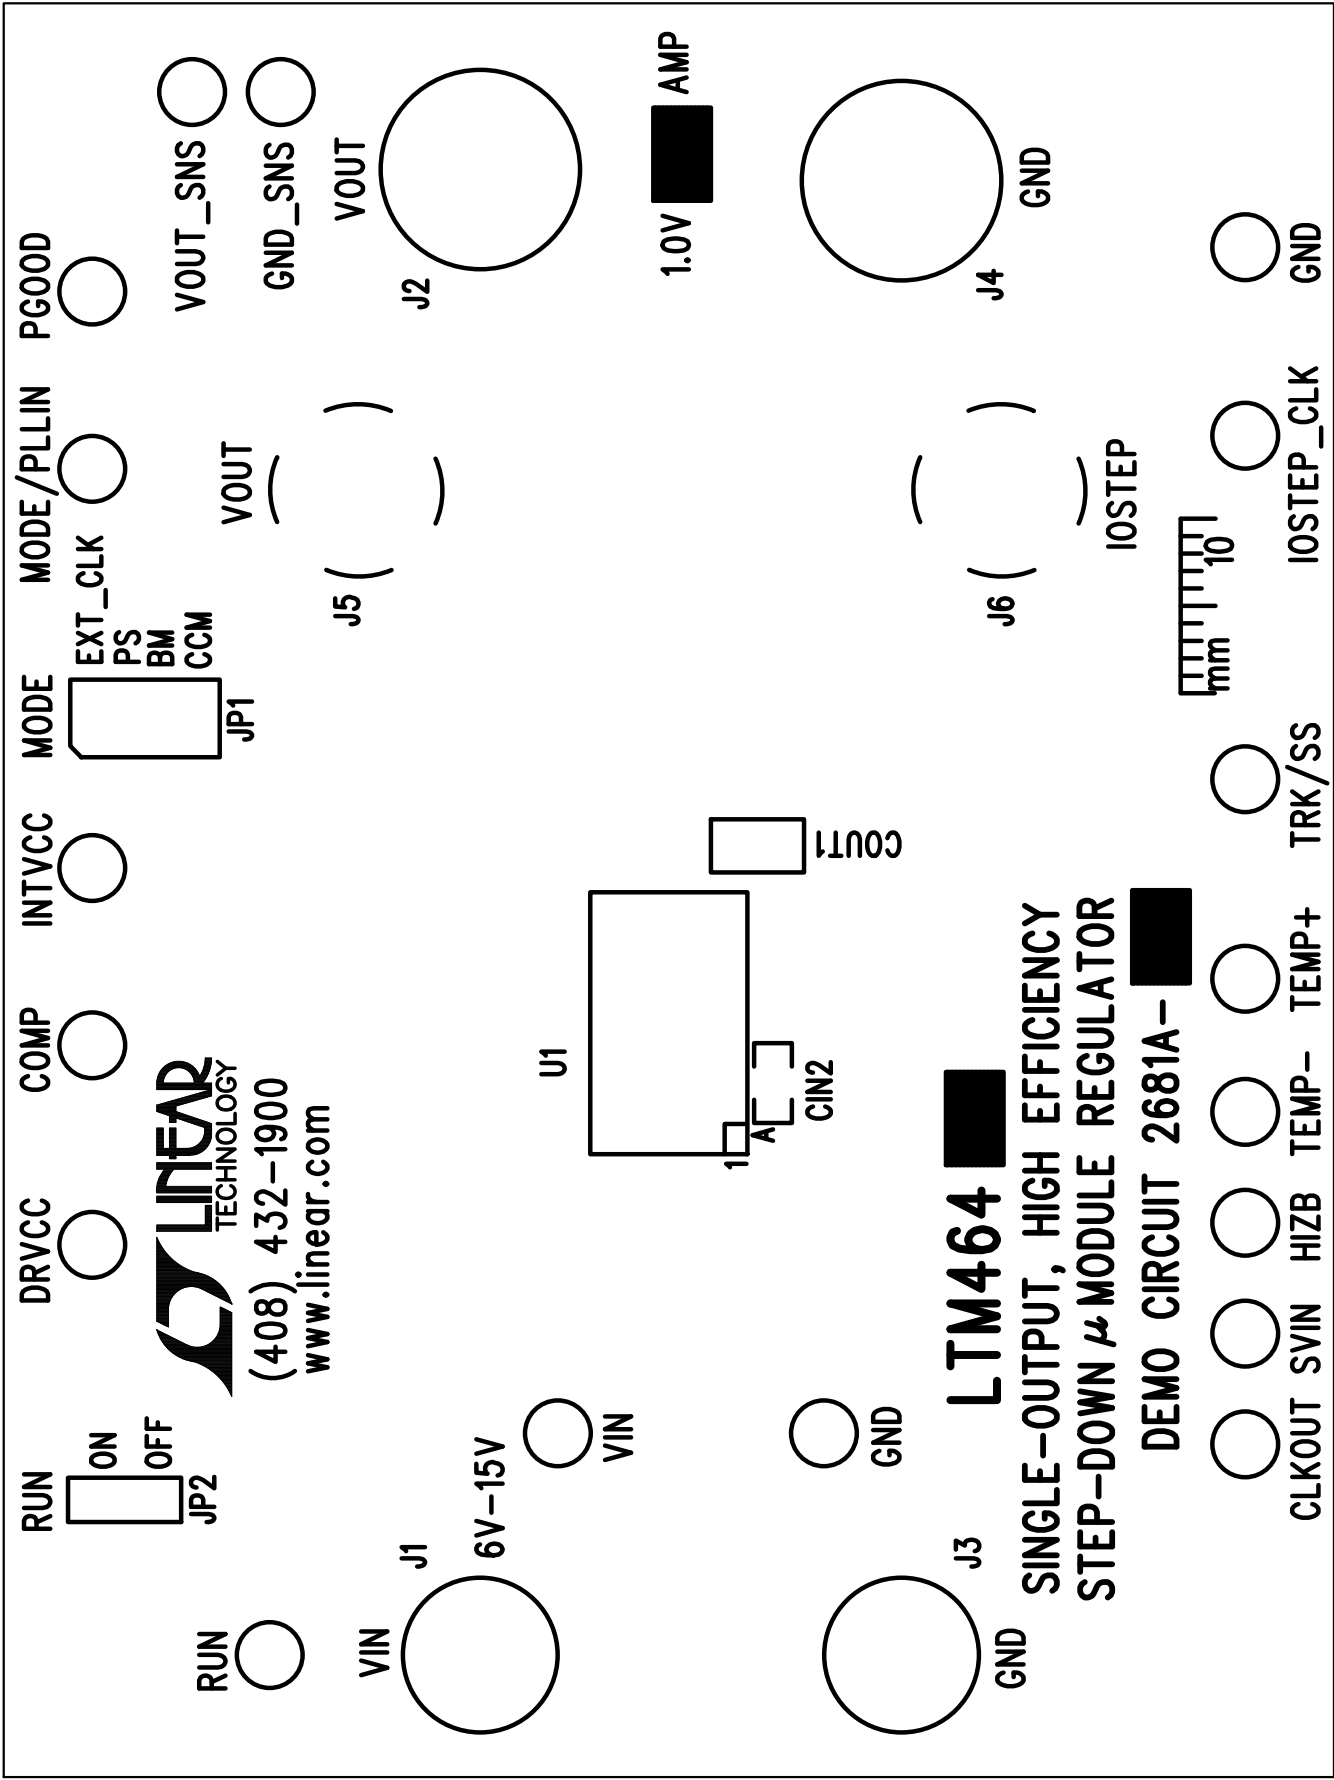 RUN
ON
OFF
JP2
DRVCC
COMP
INTVCC
MODE
EXT_CLK
PS
BM
CCM
JP1
MODE/PLLIN
PGOOD
VOUT_SNS
GND_SNS
LINEAR
TECHNOLOGY
(408) 432-1900
www.linear.com
RUN
VIN
J1
6V-15V
VIN
U1
1
A
CIN2
COUT1
VOUT
J5
VOUT
J2
1.0V
AMP
GND
J3
GND
GND
J4
J6
IOSTEP
LTM464
SINGLE-OUTPUT, HIGH EFFICIENCY
STEP-DOWN µMODULE REGULATOR
DEMO CIRCUIT 2681A-
mm
10
CLKOUT
SVIN
HIZB
TEMP-
TEMP+
TRK/SS
IOSTEP_CLK
GND